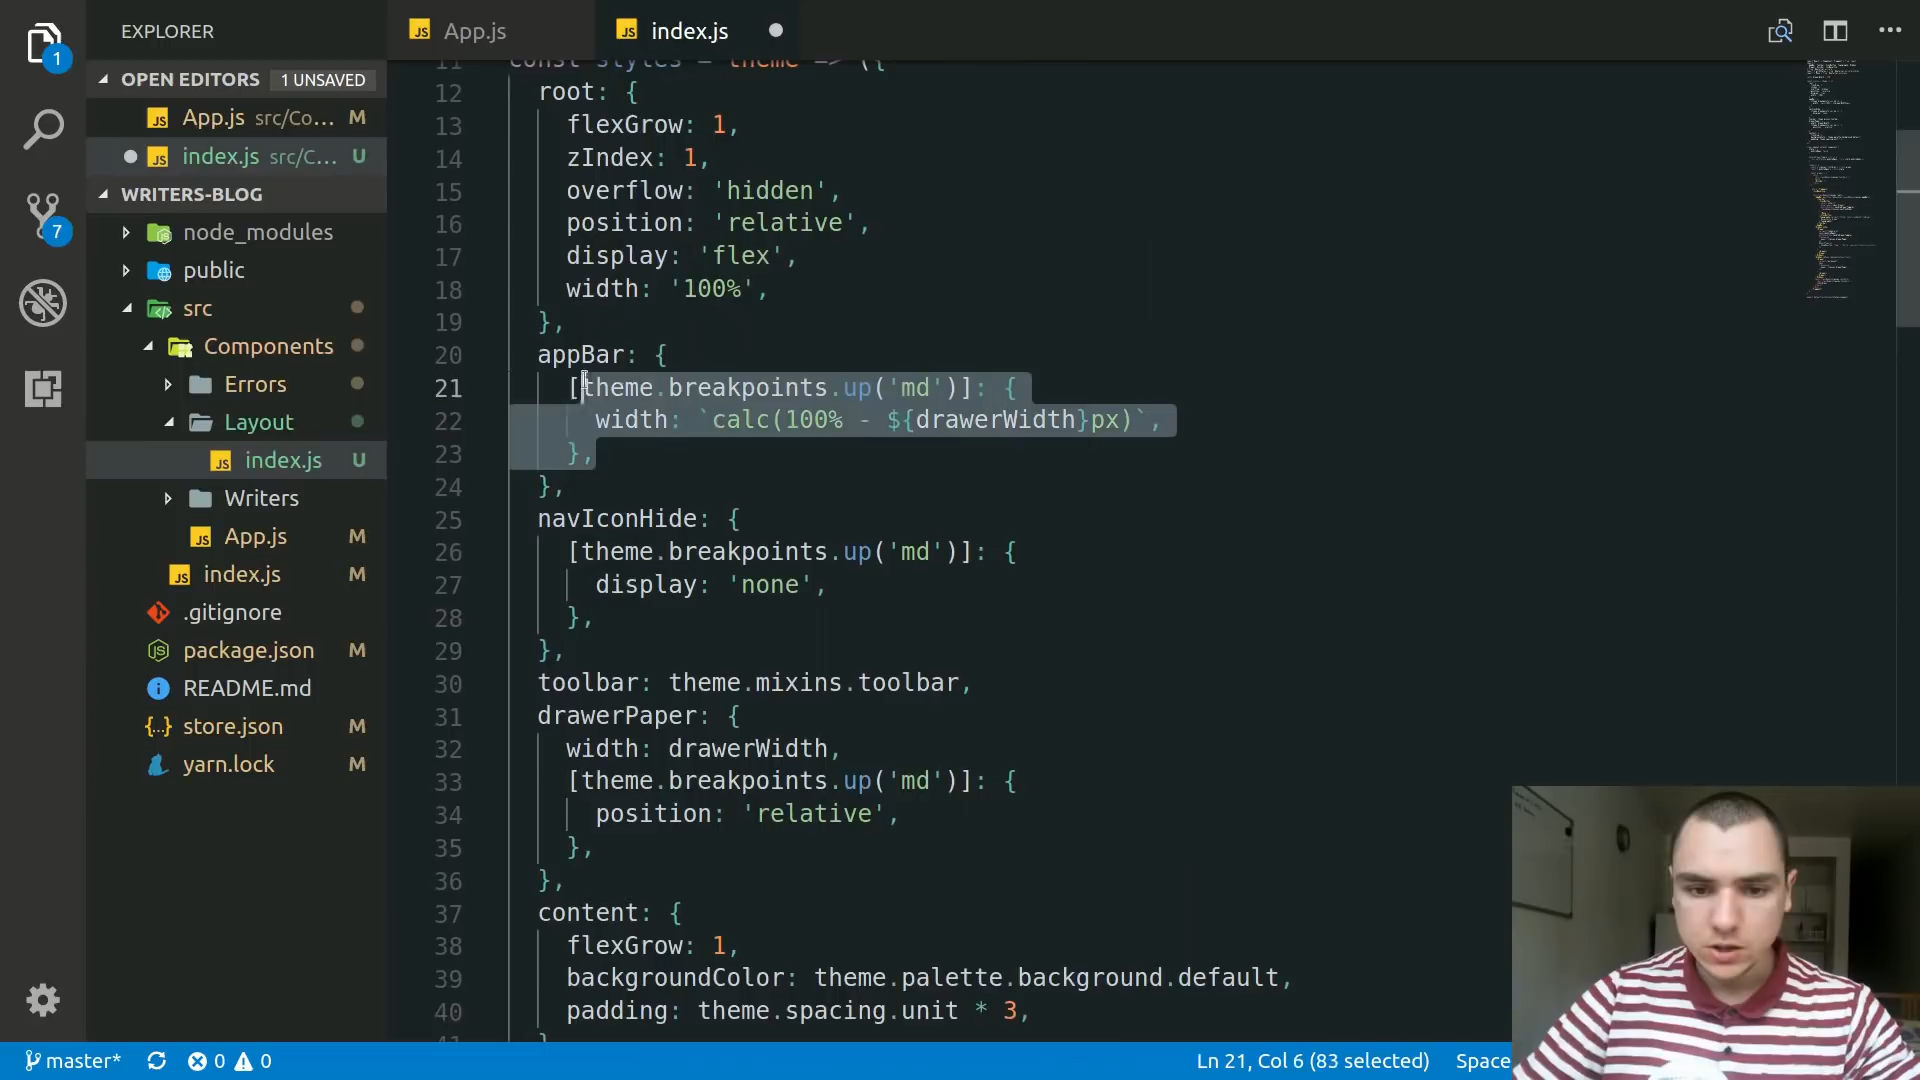 EXPLORER
OPEN EDITORS 1 UNSAVED
App.js src/Co... M
index.js src/C... U
WRITERS-BLOG
node_modules
public
src
Components
Errors
Layout
index.js U
Writers
App.js M
index.js M
.gitignore
package.json M
README.md
store.json M
yarn.lock M
1
7
App.js
index.js
11 const styles = theme => ({
12 root: {
13 flexGrow: 1,
14 zIndex: 1,
15 overflow: 'hidden',
16 position: 'relative',
17 display: 'flex',
18 width: '100%',
19 },
20 appBar: {
21 [theme.breakpoints.up('md')]: {
22 width: `calc(100% - ${drawerWidth}px)`,
23 },
24 },
25 navIconHide: {
26 [theme.breakpoints.up('md')]: {
27 display: 'none',
28 },
29 },
30 toolbar: theme.mixins.toolbar,
31 drawerPaper: {
32 width: drawerWidth,
33 [theme.breakpoints.up('md')]: {
34 position: 'relative',
35 },
36 },
37 content: {
38 flexGrow: 1,
39 backgroundColor: theme.palette.background.default,
40 padding: theme.spacing.unit * 3,
master* 0 0 Ln 21, Col 6 (83 selected) Space